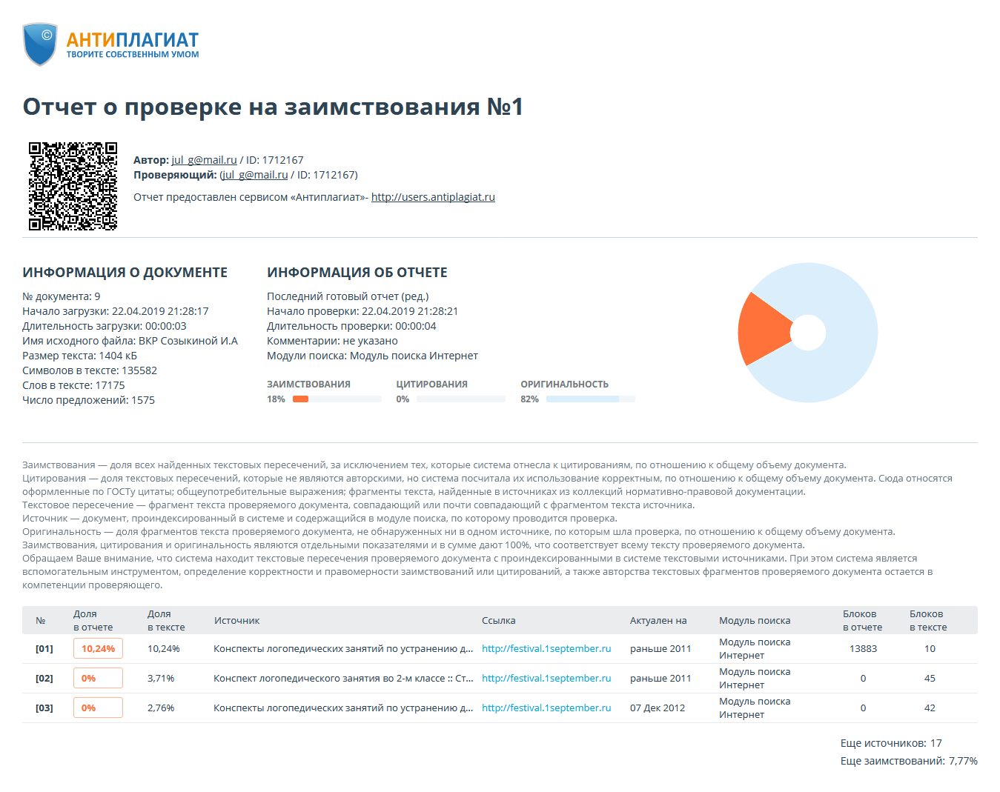 ©
АНТИПЛАГИАТ
ТВОРИТЕ СОБСТВЕННЫМ УМОМ
Отчет о проверке на заимствования №1
Автор: jul_g@mail.ru / ID: 1712167
Проверяющий: (jul_g@mail.ru / ID: 1712167)
Отчет предоставлен сервисом «Антиплагиат»- http://users.antiplagiat.ru
ИНФОРМАЦИЯ О ДОКУМЕНТЕ
№ документа: 9
Начало загрузки: 22.04.2019 21:28:17
Длительность загрузки: 00:00:03
Имя исходного файла: ВКР Созыкиной И.А
Размер текста: 1404 кБ
Символов в тексте: 135582
Слов в тексте: 17175
Число предложений: 1575
ИНФОРМАЦИЯ ОБ ОТЧЕТЕ
Последний готовый отчет (ред.)
Начало проверки: 22.04.2019 21:28:21
Длительность проверки: 00:00:04
Комментарии: не указано
Модули поиска: Модуль поиска Интернет
ЗАИМСТВОВАНИЯ ЦИТИРОВАНИЯ ОРИГИНАЛЬНОСТЬ
18% 0% 82%
Заимствования — доля всех найденных текстовых пересечений, за исключением тех, которые система отнесла к цитированиям, по отношению к общему объему документа.
Цитирования — доля текстовых пересечений, которые не являются авторскими, но система посчитала их использование корректным, по отношению к общему объему документа. Сюда относятся
оформленные по ГОСТу цитаты; общеупотребительные выражения; фрагменты текста, найденные в источниках из коллекций нормативно-правовой документации.
Текстовое пересечение — фрагмент текста проверяемого документа, совпадающий или почти совпадающий с фрагментом текста источника.
Источник — документ, проиндексированный в системе и содержащийся в модуле поиска, по которому проводится проверка.
Оригинальность — доля фрагментов текста проверяемого документа, не обнаруженных ни в одном источнике, по которым шла проверка, по отношению к общему объему документа.
Заимствования, цитирования и оригинальность являются отдельными показателями и в сумме дают 100%, что соответствует всему тексту проверяемого документа.
Обращаем Ваше внимание, что система находит текстовые пересечения проверяемого документа с проиндексированными в системе текстовыми источниками. При этом система является
вспомогательным инструментом, определение корректности и правомерности заимствований или цитирований, а также авторства текстовых фрагментов проверяемого документа остается в
компетенции проверяющего.
№ Доля в отчете Доля в тексте Источник Ссылка Актуален на Модуль поиска Блоков в отчете Блоков в тексте
[01] 10,24% 10,24% Конспекты логопедических занятий по устранению д... http://festival.1september.ru раньше 2011 Модуль поиска Интернет 13883 10
[02] 0% 3,71% Конспект логопедического занятия во 2-м классе :: Ст... http://festival.1september.ru раньше 2011 Модуль поиска Интернет 0 45
[03] 0% 2,76% Конспекты логопедических занятий по устранению д... http://festival.1september.ru 07 Дек 2012 Модуль поиска Интернет 0 42
Еще источников: 17
Еще заимствований: 7,77%